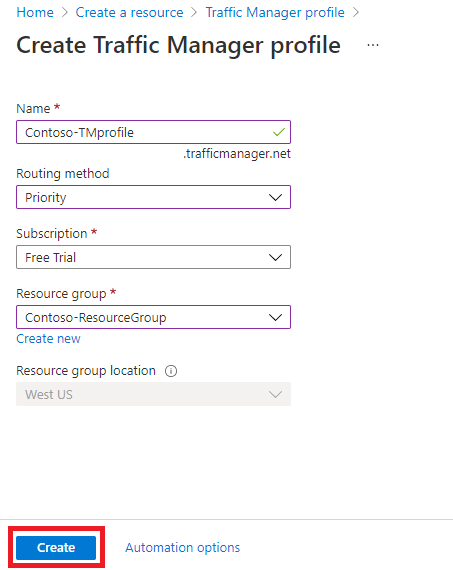 Home > Create a resource > Traffic Manager profile >
Create Traffic Manager profile ...
Name *
Contoso-TMprofile
.trafficmanager.net
Routing method
Priority
Subscription *
Free Trial
Resource group *
Contoso-ResourceGroup
Create new
Resource group location
West US
Create
Automation options